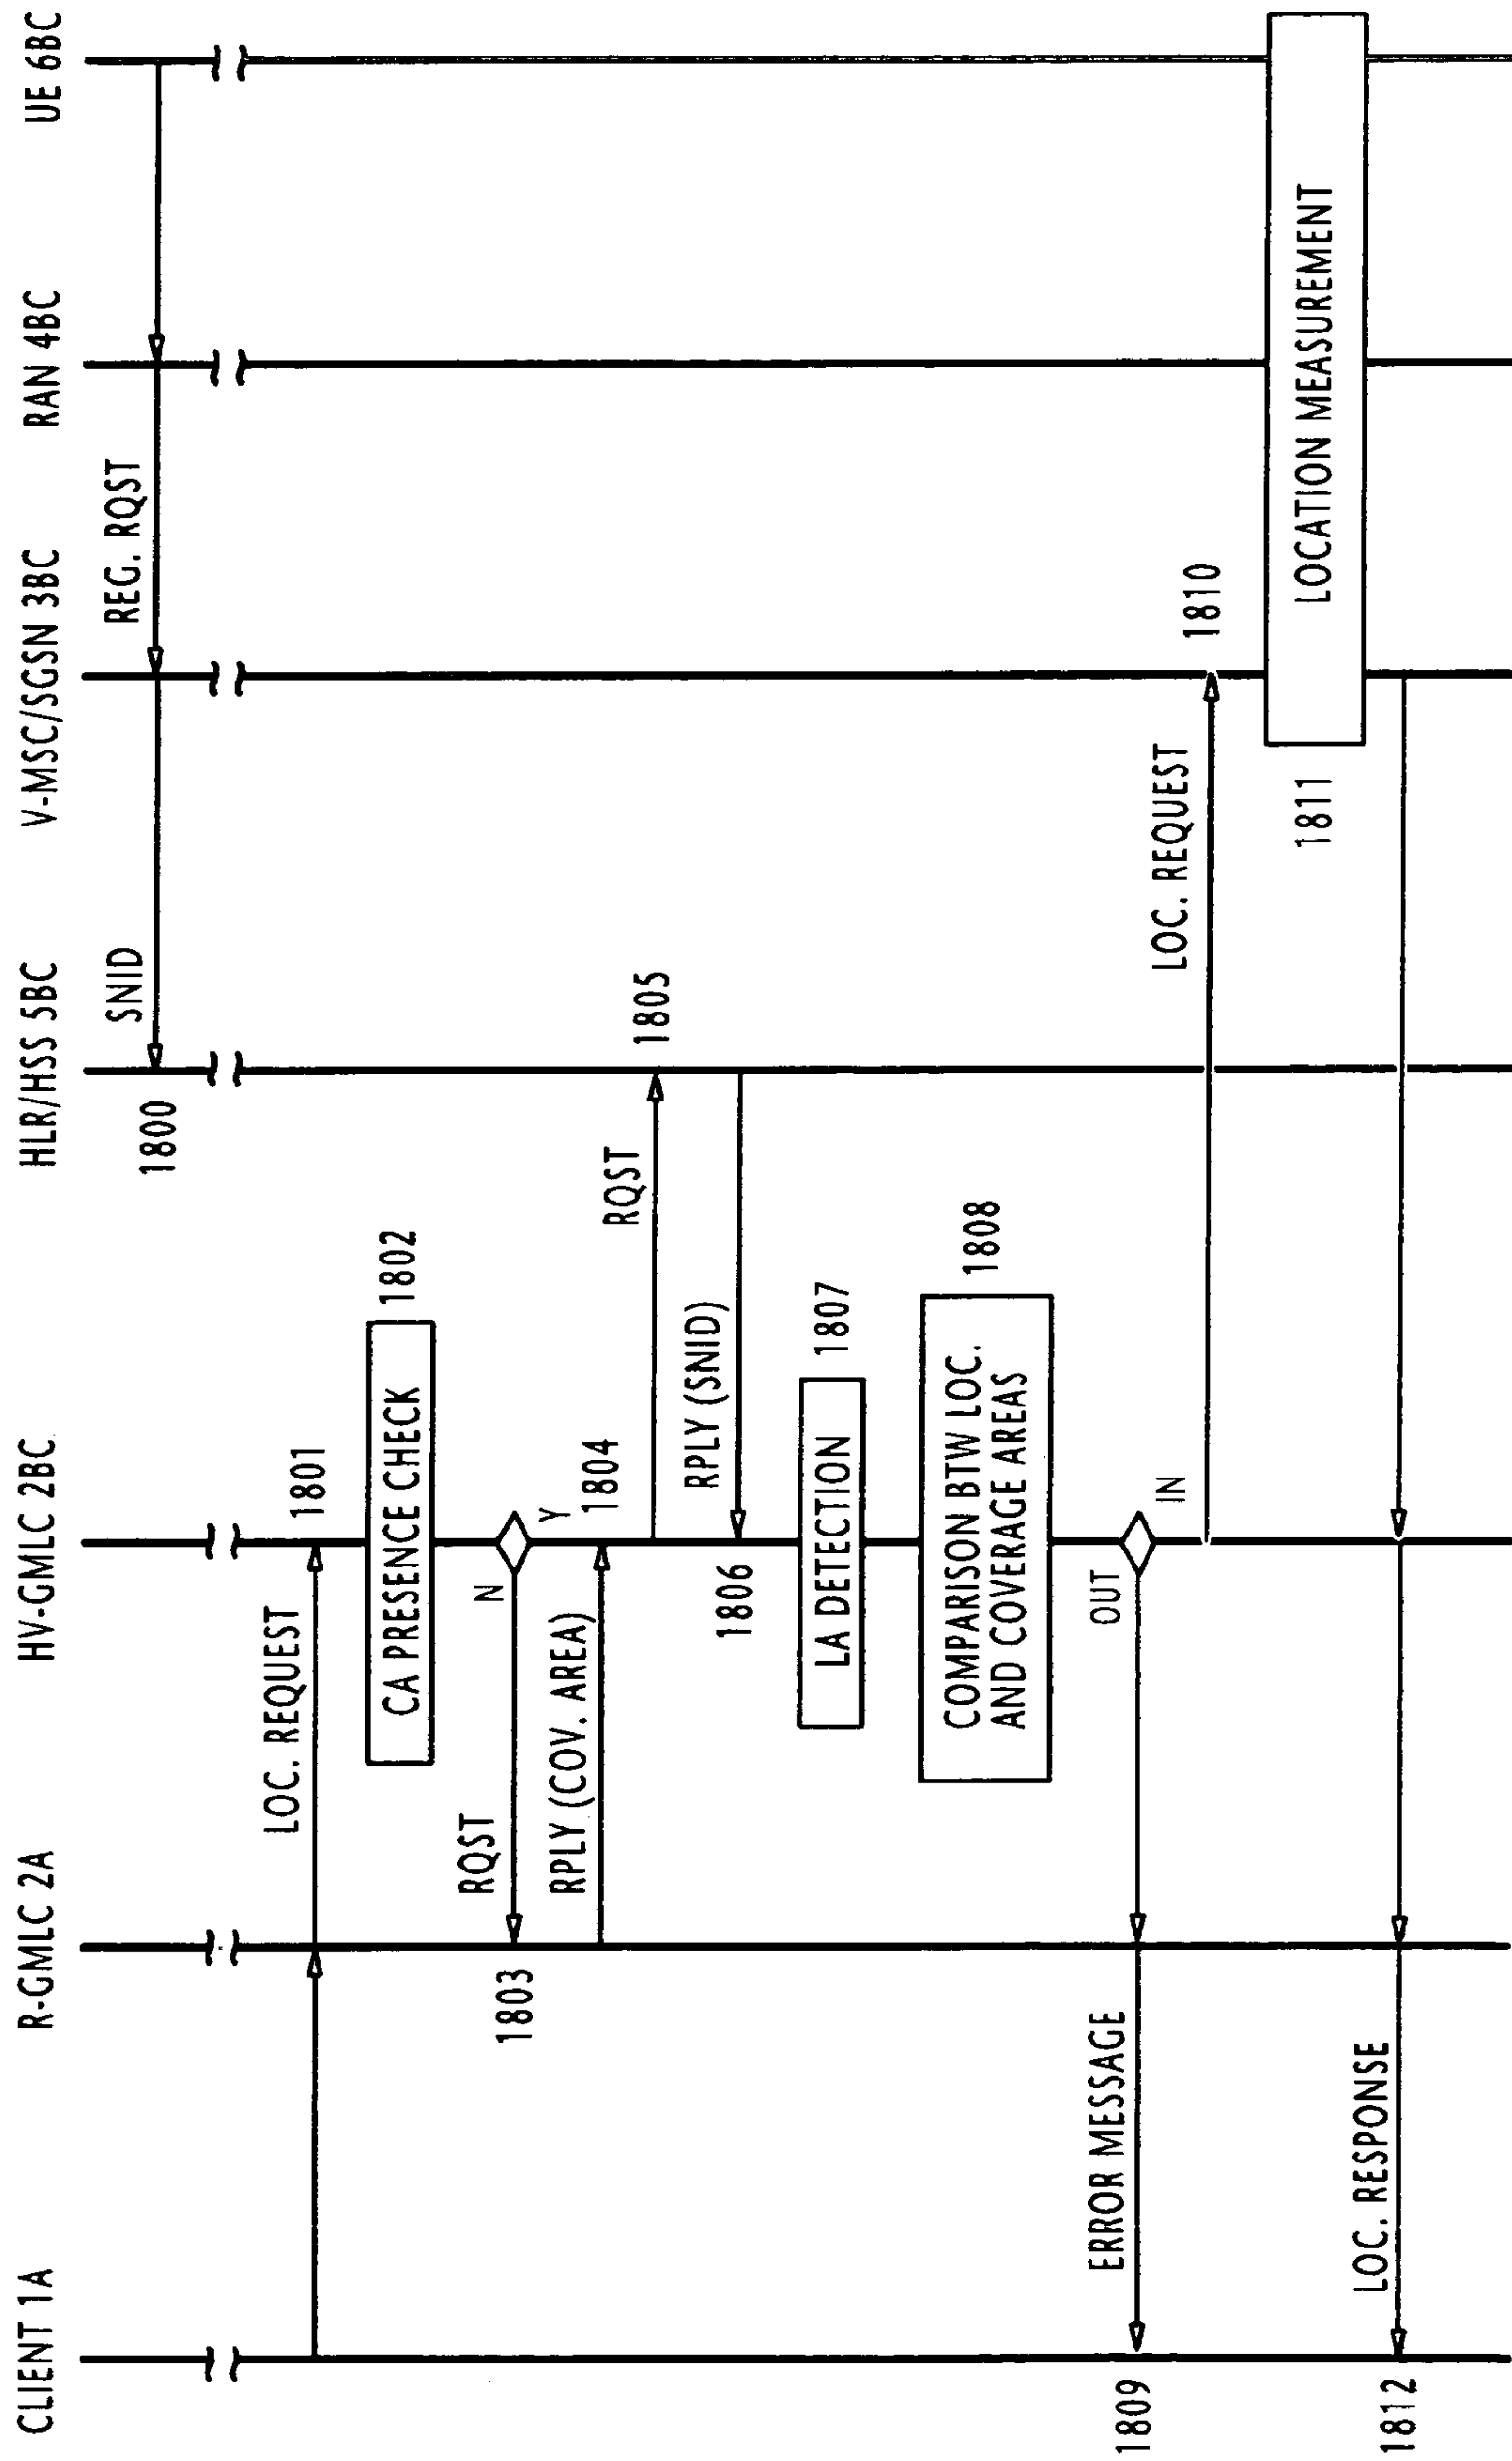 CLIENT 1A
R-GMLC 2A
HV-GMLC 2BC
HLR/HSS 5BC
V-MSC/SGSN 3BC
RAN 4BC
UE 6BC
REG. RQST
SNID
1800
LOC. REQUEST
1801
CA PRESENCE CHECK
1802
N
Y
RQST
1803
RPLY (COV. AREA)
1804
RQST
1805
RPLY (SNID)
1806
LA DETECTION
1807
COMPARISON BTW LOC.
AND COVERAGE AREAS
1808
OUT
IN
ERROR MESSAGE
1809
LOC. REQUEST
1810
LOCATION MEASUREMENT
1811
LOC. RESPONSE
1812